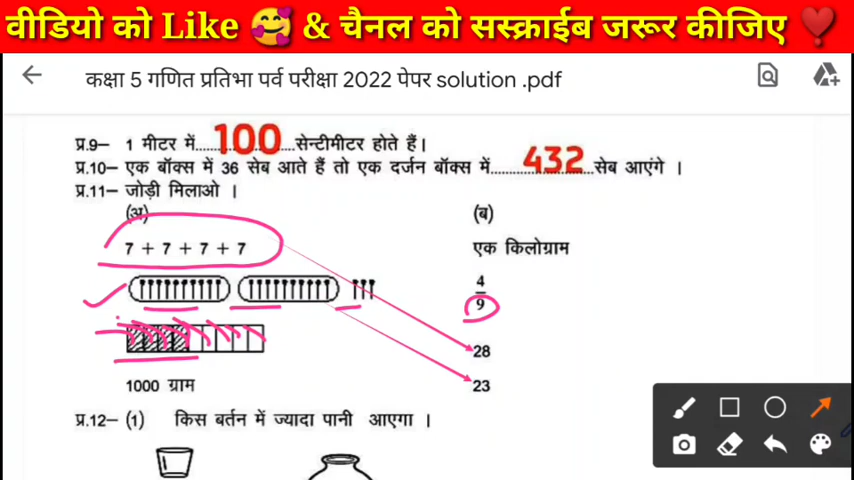 वीडियो को Like 🥰 & चैनल को सस्क्राईब जरूर कीजिए ❣️
कक्षा 5 गणित प्रतिभा पर्व परीक्षा 2022 पेपर solution .pdf
प्र.9– 1 मीटर में.....100.....सेन्टीमीटर होते हैं।
प्र.10– एक बॉक्स में 36 सेब आते हैं तो एक दर्जन बॉक्स में.....432.....सेब आएंगे ।
प्र.11– जोड़ी मिलाओ ।
(अ) (ब)
7 + 7 + 7 + 7 एक किलोग्राम
4
9
28
1000 ग्राम 23
प्र.12– (1) किस बर्तन में ज्यादा पानी आएगा ।